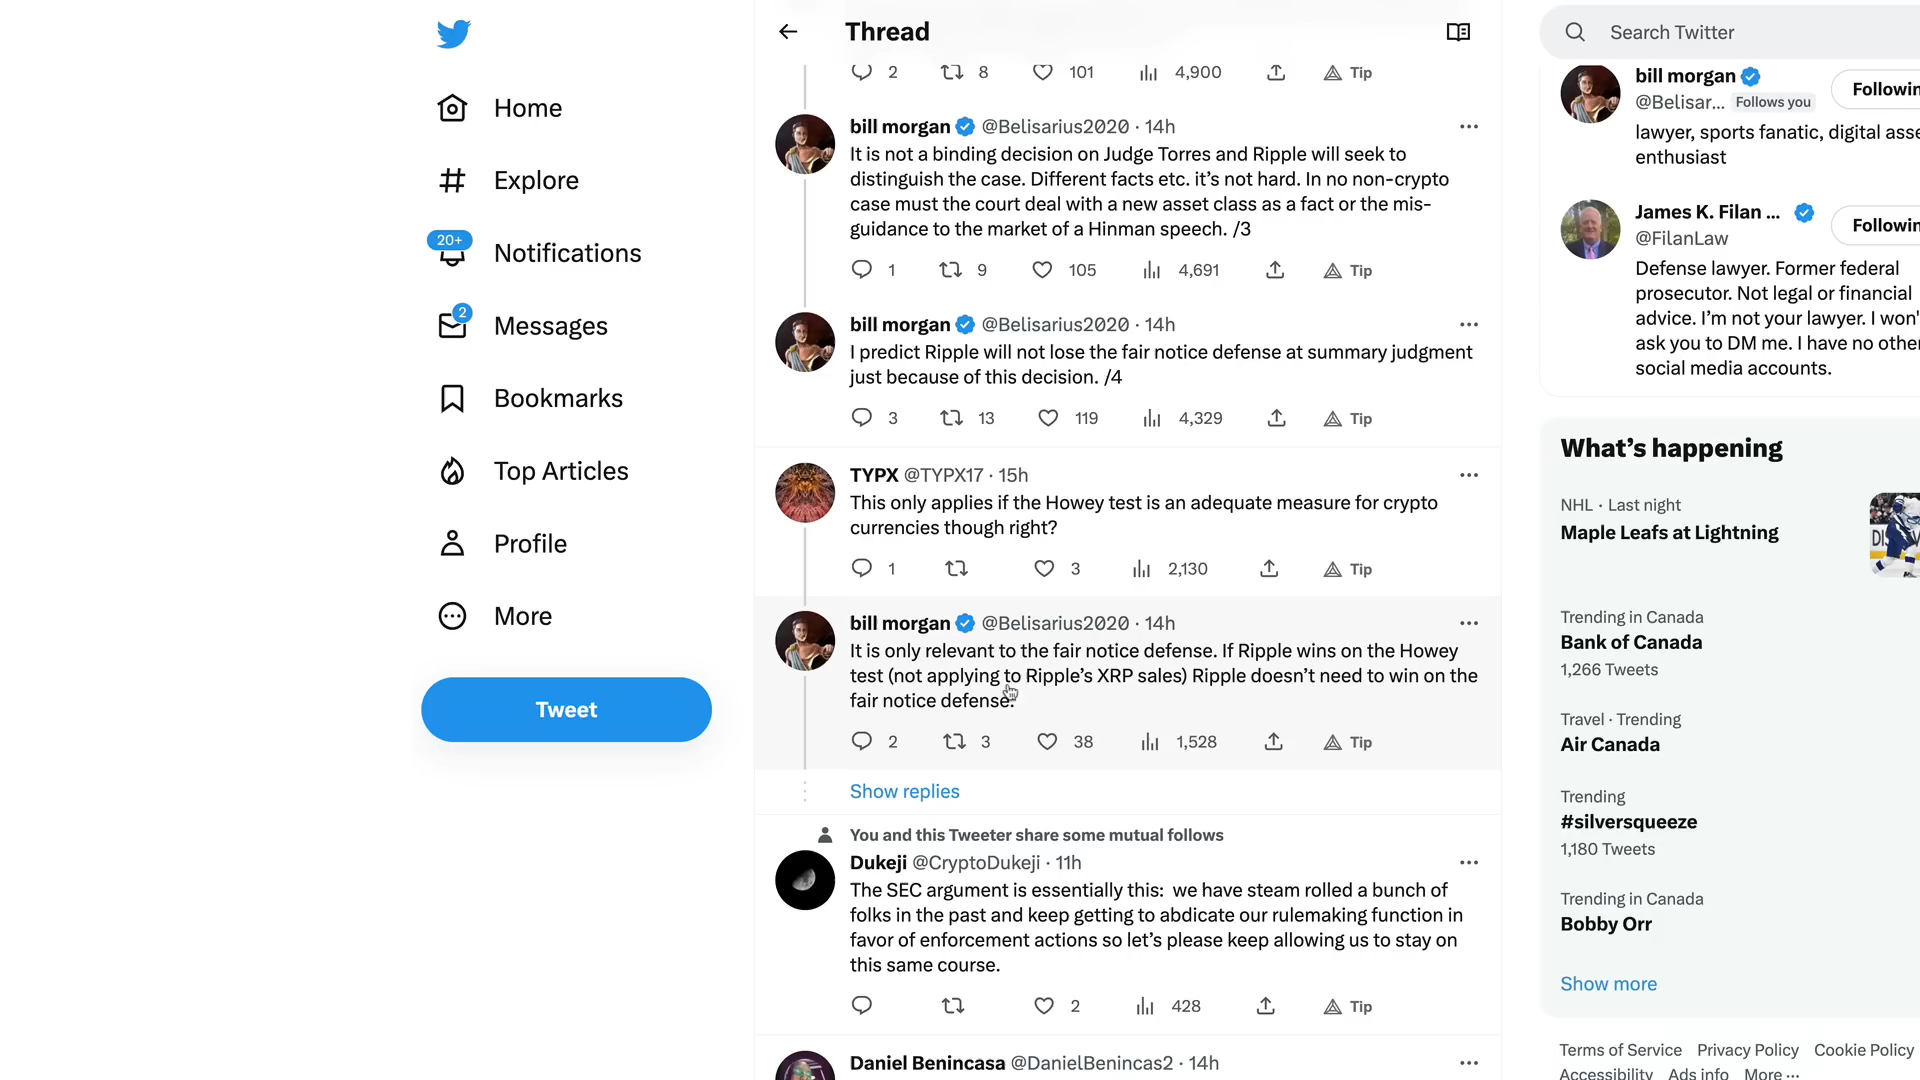 Home
Explore
20+
Notifications
2
Messages
Bookmarks
Top Articles
Profile
More
Tweet
Thread
2 8 101 4,900 Tip
bill morgan @Belisarius2020 · 14h
It is not a binding decision on Judge Torres and Ripple will seek to
distinguish the case. Different facts etc. it’s not hard. In no non-crypto
case must the court deal with a new asset class as a fact or the mis-
guidance to the market of a Hinman speech. /3
1 9 105 4,691 Tip
bill morgan @Belisarius2020 · 14h
I predict Ripple will not lose the fair notice defense at summary judgment
just because of this decision. /4
3 13 119 4,329 Tip
TYPX @TYPX17 · 15h
This only applies if the Howey test is an adequate measure for crypto
currencies though right?
1 3 2,130 Tip
bill morgan @Belisarius2020 · 14h
It is only relevant to the fair notice defense. If Ripple wins on the Howey
test (not applying to Ripple’s XRP sales) Ripple doesn’t need to win on the
fair notice defense.
2 3 38 1,528 Tip
Show replies
You and this Tweeter share some mutual follows
Dukeji @CryptoDukeji · 11h
The SEC argument is essentially this: we have steam rolled a bunch of
folks in the past and keep getting to abdicate our rulemaking function in
favor of enforcement actions so let’s please keep allowing us to stay on
this same course.
2 428 Tip
Daniel Benincasa @DanielBenincas2 · 14h
Search Twitter
bill morgan
@Belisar... Follows you
Followin
lawyer, sports fanatic, digital asse
enthusiast
James K. Filan ...
@FilanLaw
Followin
Defense lawyer. Former federal
prosecutor. Not legal or financial
advice. I’m not your lawyer. I won'
ask you to DM me. I have no othe
social media accounts.
What’s happening
NHL · Last night
Maple Leafs at Lightning
Trending in Canada
Bank of Canada
1,266 Tweets
Travel · Trending
Air Canada
Trending
#silversqueeze
1,180 Tweets
Trending in Canada
Bobby Orr
Show more
Terms of Service Privacy Policy Cookie Policy
Accessibility Ads info More ...